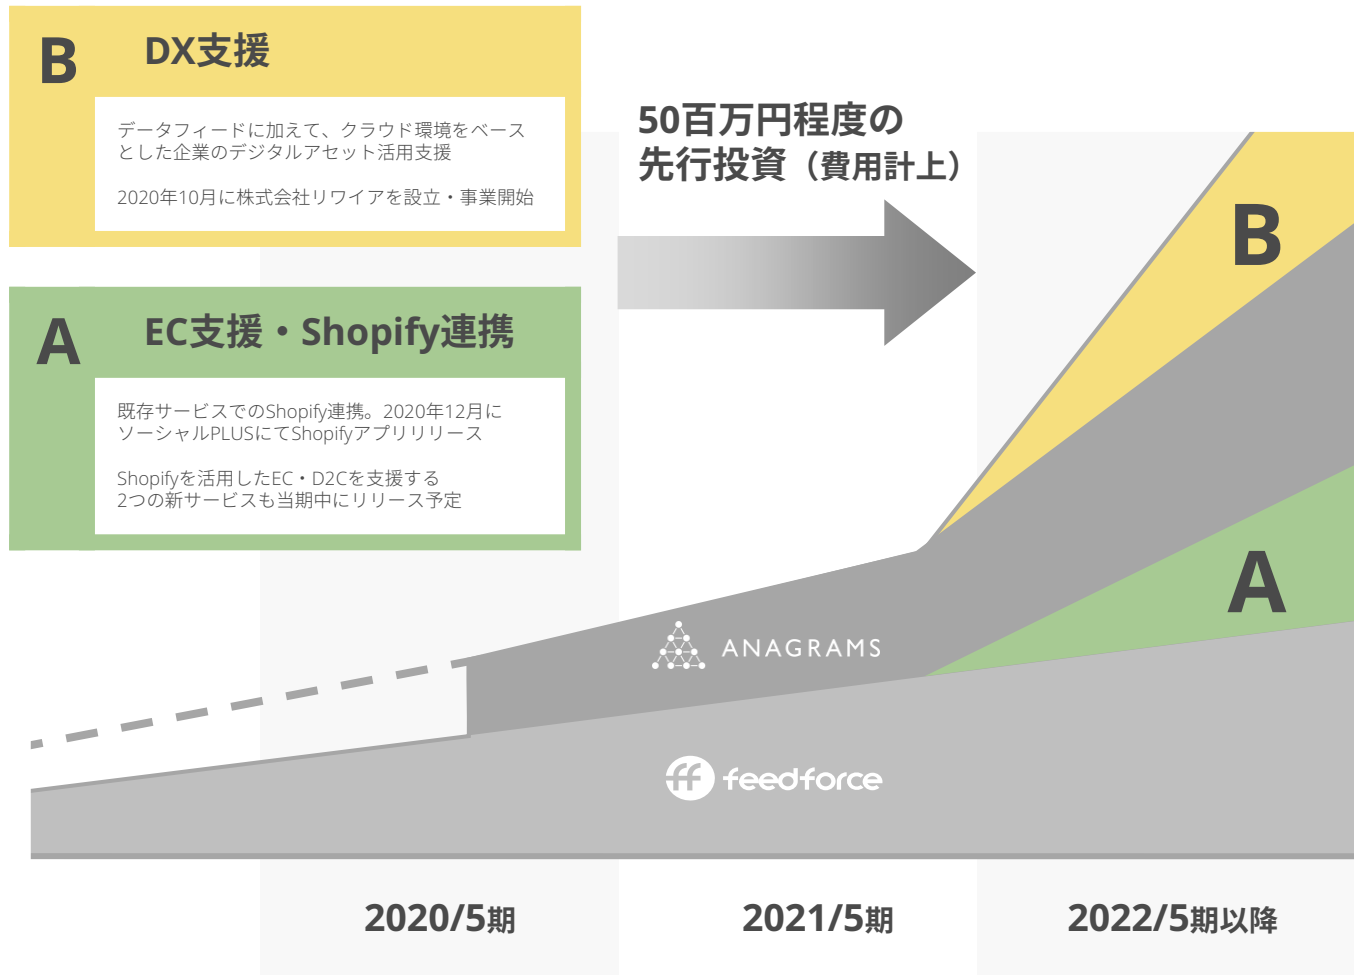 B
DX支援
データフィードに加えて、クラウド環境をベース
とした企業のデジタルアセット活用支援
2020年10月に株式会社リワイアを設立・事業開始
A
EC支援・Shopify連携
既存サービスでのShopify連携。2020年12月に
ソーシャルPLUSにてShopifyアプリリリース
Shopifyを活用したEC・D2Cを支援する
2つの新サービスも当期中にリリース予定
50百万円程度の
先行投資（費用計上）
B
A
ANAGRAMS
ff feedforce
2020/5期
2021/5期
2022/5期以降